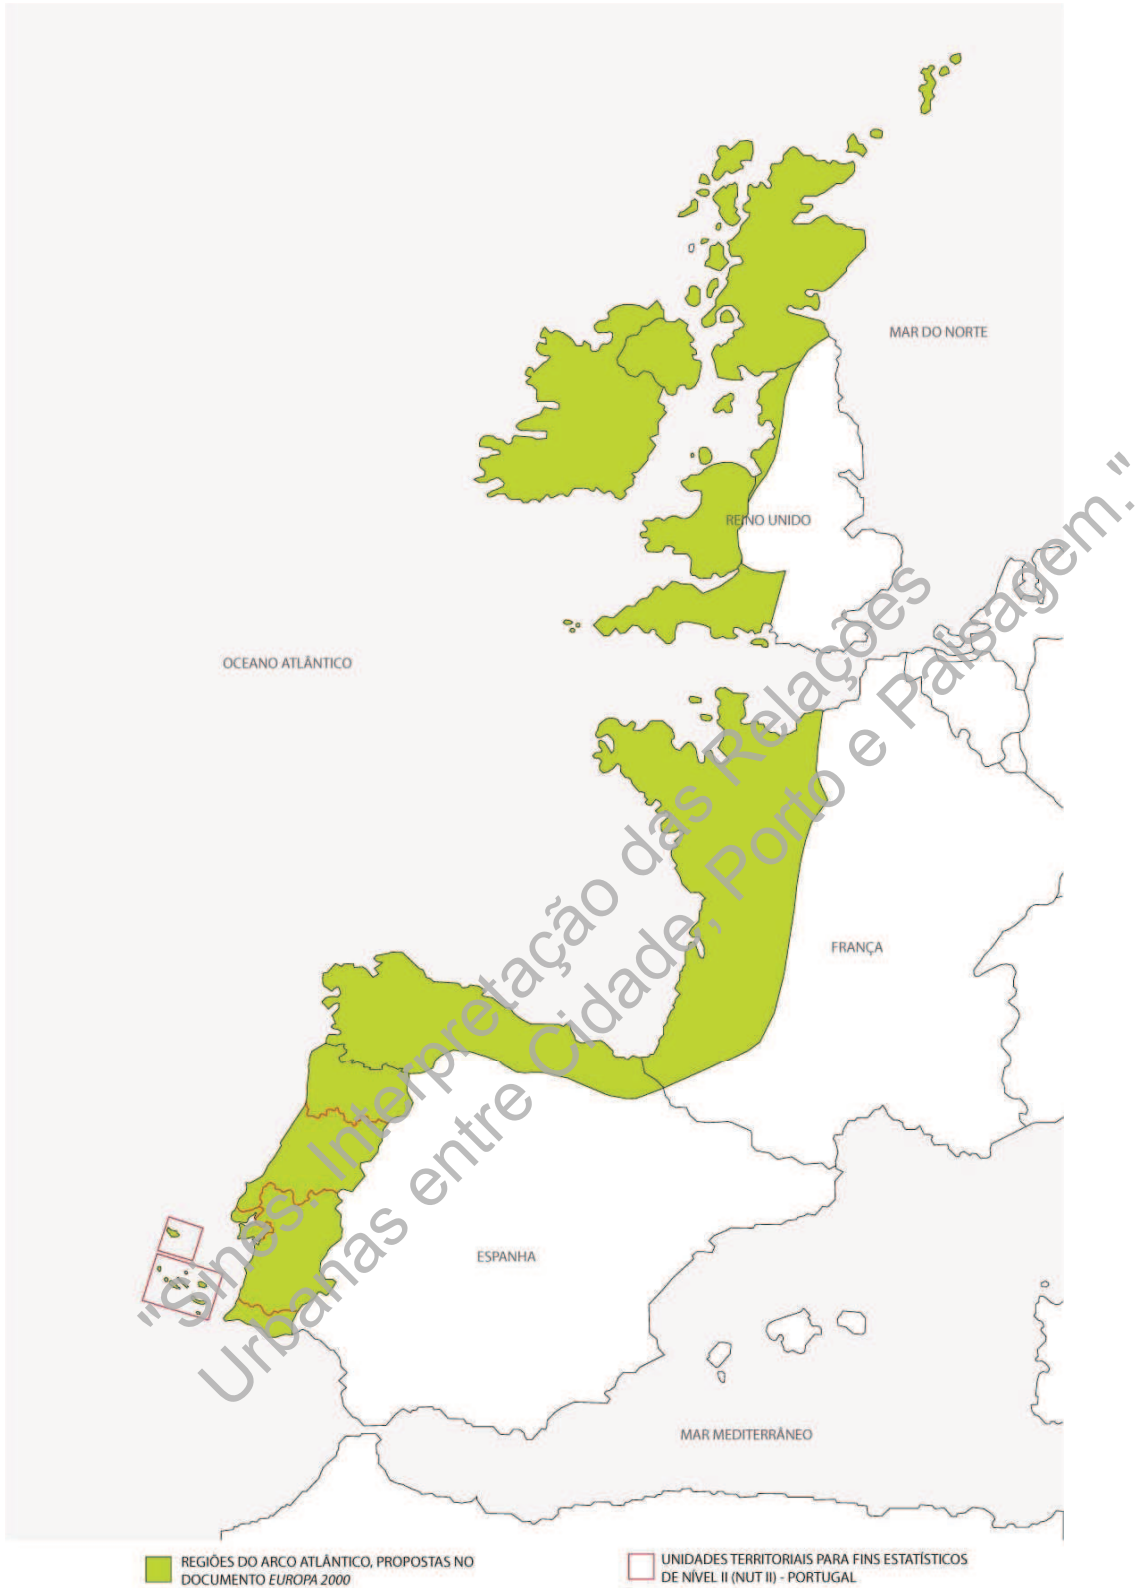 MAR DO NORTE
REINO UNIDO
OCEANO ATLÂNTICO
FRANÇA
ESPANHA
MAR MEDITERRÂNEO
"Sines. Interpretação das Relações
Urbanas entre Cidade, Porto e Paisagem."
REGIÕES DO ARCO ATLÂNTICO, PROPOSTAS NO
DOCUMENTO EUROPA 2000
UNIDADES TERRITORIAIS PARA FINS ESTATÍSTICOS
DE NÍVEL II (NUT II) - PORTUGAL